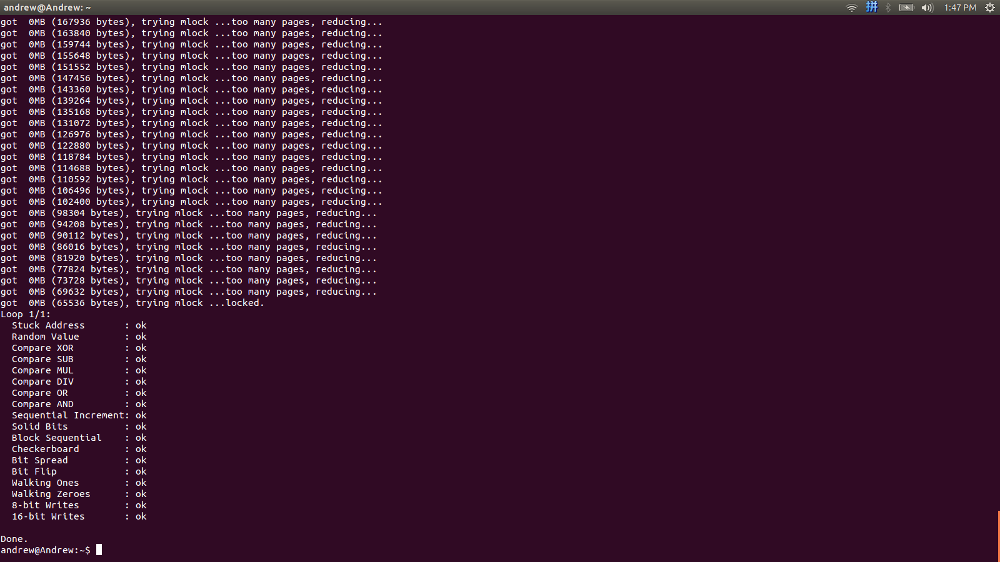 andrew@Andrew: ~ 拼 1:47 PM
got  0MB (167936 bytes), trying mlock ...too many pages, reducing...
got  0MB (163840 bytes), trying mlock ...too many pages, reducing...
got  0MB (159744 bytes), trying mlock ...too many pages, reducing...
got  0MB (155648 bytes), trying mlock ...too many pages, reducing...
got  0MB (151552 bytes), trying mlock ...too many pages, reducing...
got  0MB (147456 bytes), trying mlock ...too many pages, reducing...
got  0MB (143360 bytes), trying mlock ...too many pages, reducing...
got  0MB (139264 bytes), trying mlock ...too many pages, reducing...
got  0MB (135168 bytes), trying mlock ...too many pages, reducing...
got  0MB (131072 bytes), trying mlock ...too many pages, reducing...
got  0MB (126976 bytes), trying mlock ...too many pages, reducing...
got  0MB (122880 bytes), trying mlock ...too many pages, reducing...
got  0MB (118784 bytes), trying mlock ...too many pages, reducing...
got  0MB (114688 bytes), trying mlock ...too many pages, reducing...
got  0MB (110592 bytes), trying mlock ...too many pages, reducing...
got  0MB (106496 bytes), trying mlock ...too many pages, reducing...
got  0MB (102400 bytes), trying mlock ...too many pages, reducing...
got  0MB (98304 bytes), trying mlock ...too many pages, reducing...
got  0MB (94208 bytes), trying mlock ...too many pages, reducing...
got  0MB (90112 bytes), trying mlock ...too many pages, reducing...
got  0MB (86016 bytes), trying mlock ...too many pages, reducing...
got  0MB (81920 bytes), trying mlock ...too many pages, reducing...
got  0MB (77824 bytes), trying mlock ...too many pages, reducing...
got  0MB (73728 bytes), trying mlock ...too many pages, reducing...
got  0MB (69632 bytes), trying mlock ...too many pages, reducing...
got  0MB (65536 bytes), trying mlock ...locked.
Loop 1/1:
  Stuck Address       : ok
  Random Value        : ok
  Compare XOR         : ok
  Compare SUB         : ok
  Compare MUL         : ok
  Compare DIV         : ok
  Compare OR          : ok
  Compare AND         : ok
  Sequential Increment: ok
  Solid Bits          : ok
  Block Sequential    : ok
  Checkerboard        : ok
  Bit Spread          : ok
  Bit Flip            : ok
  Walking Ones        : ok
  Walking Zeroes      : ok
  8-bit Writes        : ok
  16-bit Writes       : ok
Done.
andrew@Andrew:~$